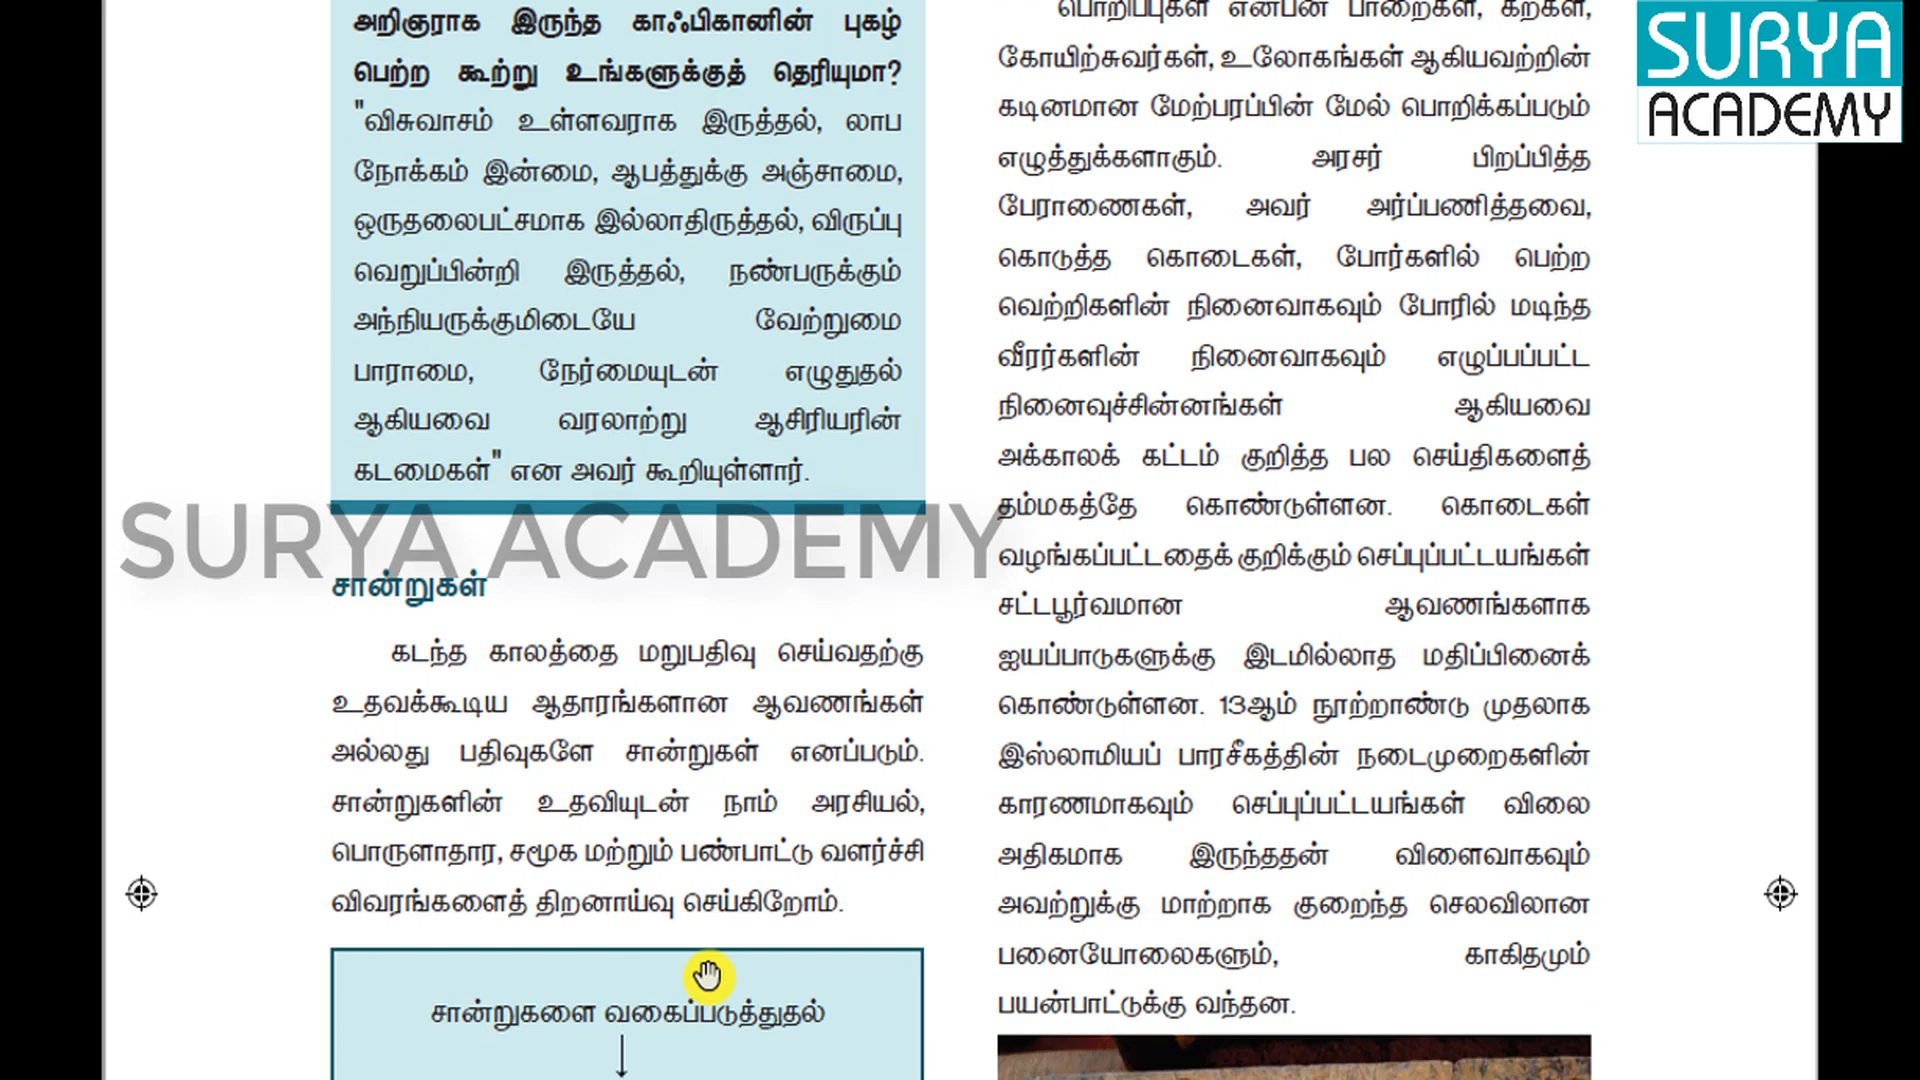 அறிஞராக இருந்த காஃபிகானின் புகழ்
பெற்ற கூற்று உங்களுக்குத் தெரியுமா?
"விசுவாசம் உள்ளவராக இருத்தல், லாப
நோக்கம் இன்மை, ஆபத்துக்கு அஞ்சாமை,
ஒருதலைபட்சமாக இல்லாதிருத்தல், விருப்பு
வெறுப்பின்றி இருத்தல், நண்பருக்கும்
அந்நியருக்குமிடையே வேற்றுமை
பாராமை, நேர்மையுடன் எழுதுதல்
ஆகியவை வரலாற்று ஆசிரியரின்
கடமைகள்" என அவர் கூறியுள்ளார்.
சான்றுகள்
கடந்த காலத்தை மறுபதிவு செய்வதற்கு
உதவக்கூடிய ஆதாரங்களான ஆவணங்கள்
அல்லது பதிவுகளே சான்றுகள் எனப்படும்.
சான்றுகளின் உதவியுடன் நாம் அரசியல்,
பொருளாதார, சமூக மற்றும் பண்பாட்டு வளர்ச்சி
விவரங்களைத் திறனாய்வு செய்கிறோம்.
சான்றுகளை வகைப்படுத்துதல்
பொறிப்புகள் என்பன பாறைகள், கற்கள்,
கோயிற்சுவர்கள், உலோகங்கள் ஆகியவற்றின்
கடினமான மேற்பரப்பின் மேல் பொறிக்கப்படும்
எழுத்துக்களாகும். அரசர் பிறப்பித்த
பேராணைகள், அவர் அர்ப்பணித்தவை,
கொடுத்த கொடைகள், போர்களில் பெற்ற
வெற்றிகளின் நினைவாகவும் போரில் மடிந்த
வீரர்களின் நினைவாகவும் எழுப்பப்பட்ட
நினைவுச்சின்னங்கள் ஆகியவை
அக்காலக் கட்டம் குறித்த பல செய்திகளைத்
தம்மகத்தே கொண்டுள்ளன. கொடைகள்
வழங்கப்பட்டதைக் குறிக்கும் செப்புப்பட்டயங்கள்
சட்டபூர்வமான ஆவணங்களாக
ஐயப்பாடுகளுக்கு இடமில்லாத மதிப்பினைக்
கொண்டுள்ளன. 13ஆம் நூற்றாண்டு முதலாக
இஸ்லாமியப் பாரசீகத்தின் நடைமுறைகளின்
காரணமாகவும் செப்புப்பட்டயங்கள் விலை
அதிகமாக இருந்ததன் விளைவாகவும்
அவற்றுக்கு மாற்றாக குறைந்த செலவிலான
பனையோலைகளும், காகிதமும்
பயன்பாட்டுக்கு வந்தன.
SURYA
ACADEMY
SURYA ACADEMY